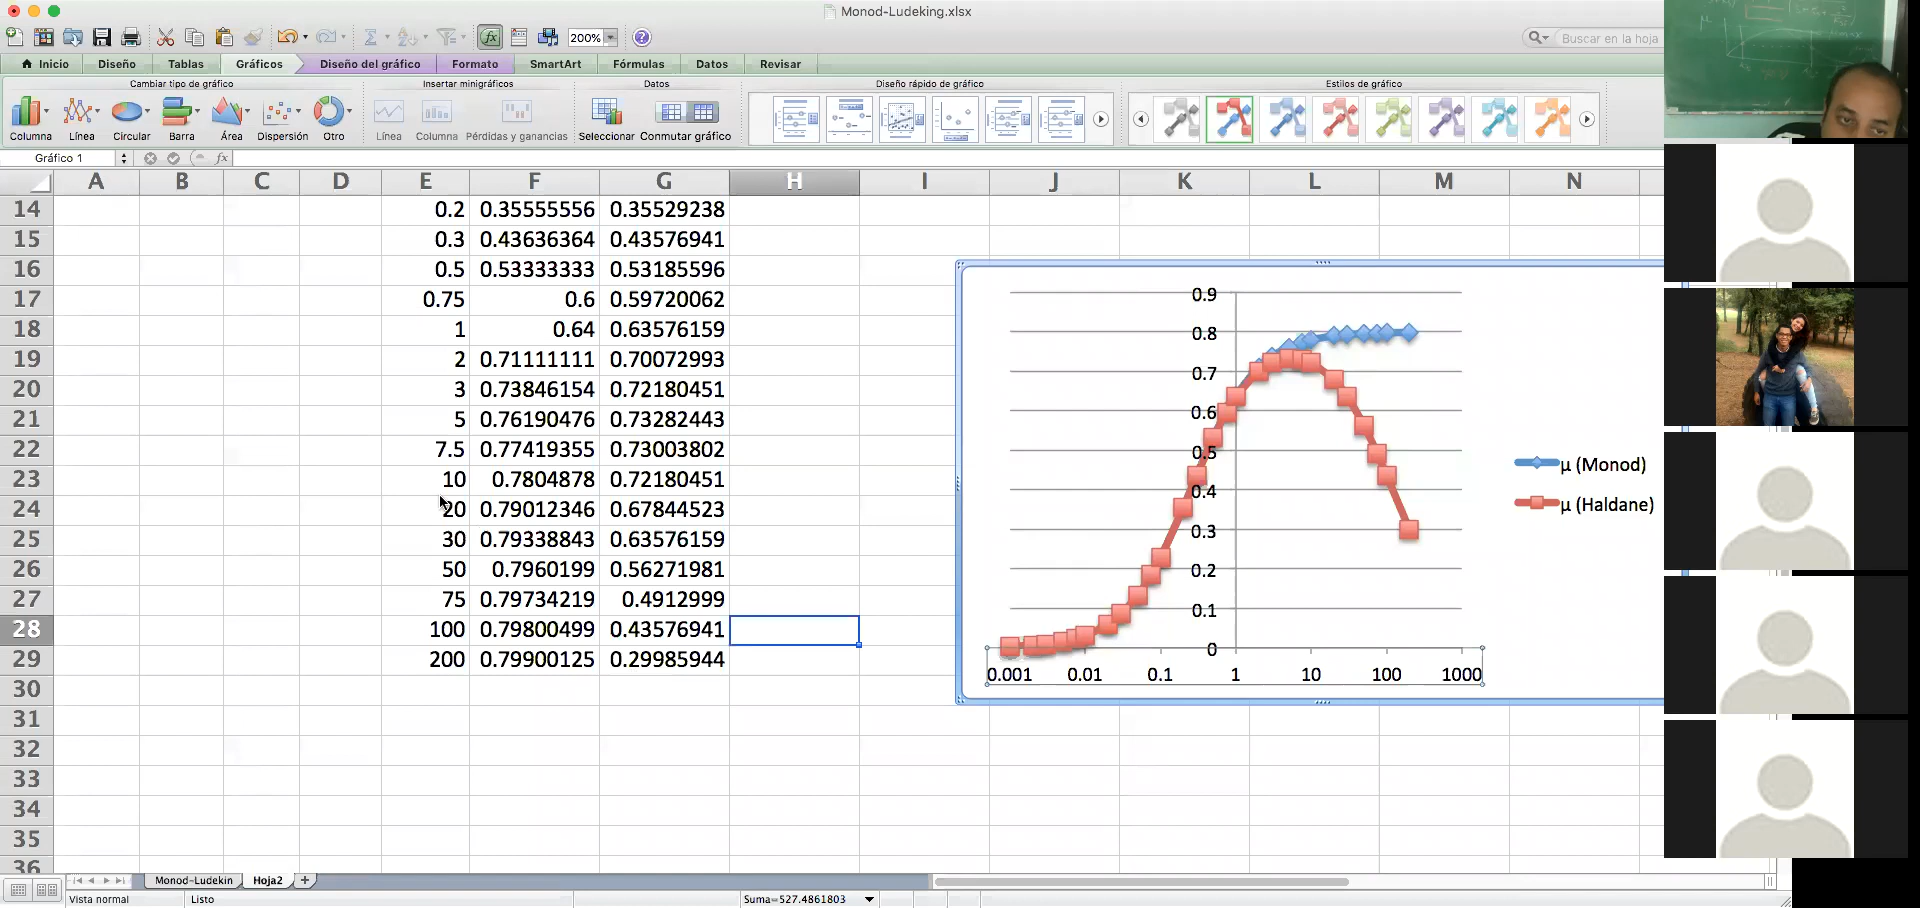 Monod-Ludeking.xlsx
200%
Buscar en la hoja
Inicio Diseño Tablas Gráficos Diseño del gráfico Formato SmartArt Fórmulas Datos Revisar
Cambiar tipo de gráfico Insertar minigráficos Datos Diseño rápido de gráfico Estilos de gráfico
Columna Línea Circular Barra Área Dispersión Otro Línea Columna Pérdidas y ganancias Seleccionar Conmutar gráfico
Gráfico 1 fx
A B C D E F G H I J K L M N
14 0.2 0.35555556 0.35529238
15 0.3 0.43636364 0.43576941
16 0.5 0.53333333 0.53185596
17 0.75 0.6 0.59720062
18 1 0.64 0.63576159
19 2 0.71111111 0.70072993
20 3 0.73846154 0.72180451
21 5 0.76190476 0.73282443
22 7.5 0.77419355 0.73003802
23 10 0.7804878 0.72180451
24 20 0.79012346 0.67844523
25 30 0.79338843 0.63576159
26 50 0.7960199 0.56271981
27 75 0.79734219 0.4912999
28 100 0.79800499 0.43576941
29 200 0.79900125 0.29985944
30
31
32
33
34
35
36
0.9
0.8
0.7
0.6
0.5
0.4
0.3
0.2
0.1
0
0.001 0.01 0.1 1 10 100 1000
μ (Monod)
μ (Haldane)
Monod-Ludekin Hoja2
Vista normal Listo Suma=527.4861803